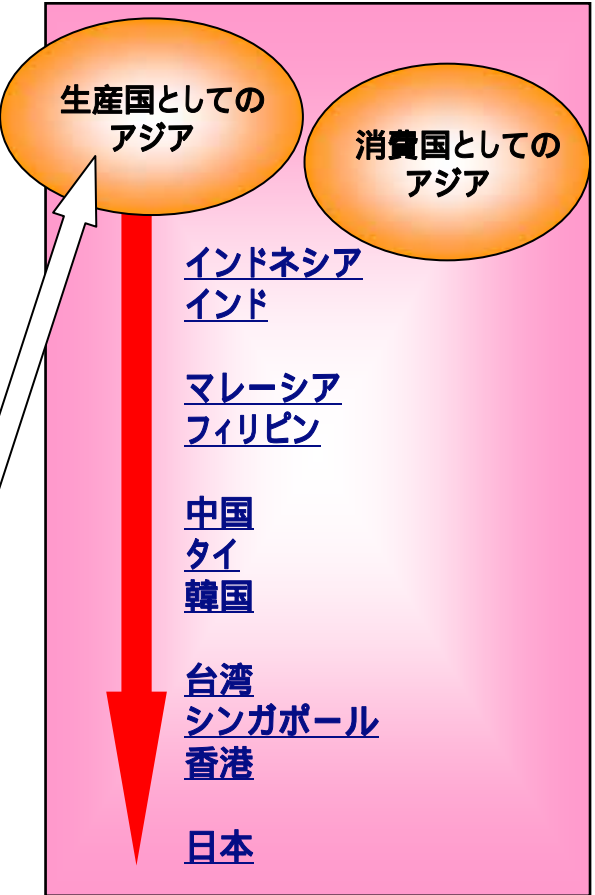 生産国としての
アジア
消費国としての
アジア
インドネシア
インド
マレーシア
フィリピン
中国
タイ
韓国
台湾
シンガポール
香港
日本